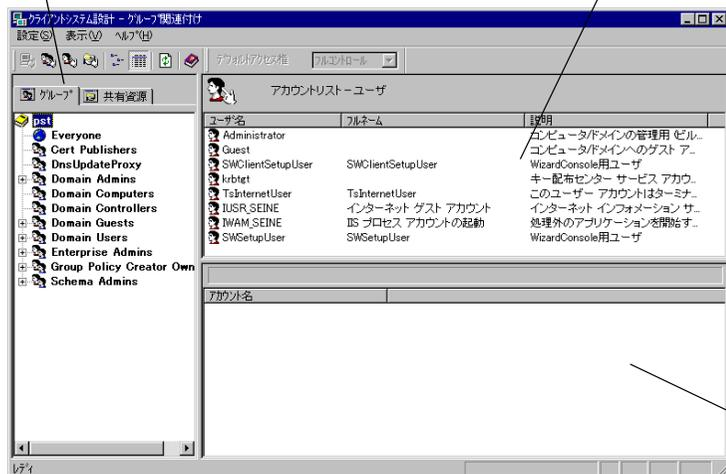 クライアントシステム設計 - グループ関連付け
設定(S) 表示(V) ヘルプ(H)
デフォルトアクセス権 フルコントロール
グループ 共有資源
pst
Everyone
Cert Publishers
DnsUpdateProxy
Domain Admins
Domain Computers
Domain Controllers
Domain Guests
Domain Users
Enterprise Admins
Group Policy Creator Own
Schema Admins
アカウントリスト - ユーザ
ユーザ名 フルネーム 説明
Administrator コンピュータ/ドメインの管理用 (ビル...
Guest コンピュータ/ドメインへのゲスト ア...
SWClientSetupUser SWClientSetupUser WizardConsole用ユーザ
krbtgt キー配布センター サービス アカウ...
TsInternetUser TsInternetUser このユーザー アカウントはターミナ...
IUSR_SEINE インターネット ゲスト アカウント インターネット インフォメーション サ...
IWAM_SEINE IIS プロセス アカウントの起動 処理外のアプリケーションを開始す...
SWSetupUser SWSetupUser WizardConsole用ユーザ
アカウント名
レディ